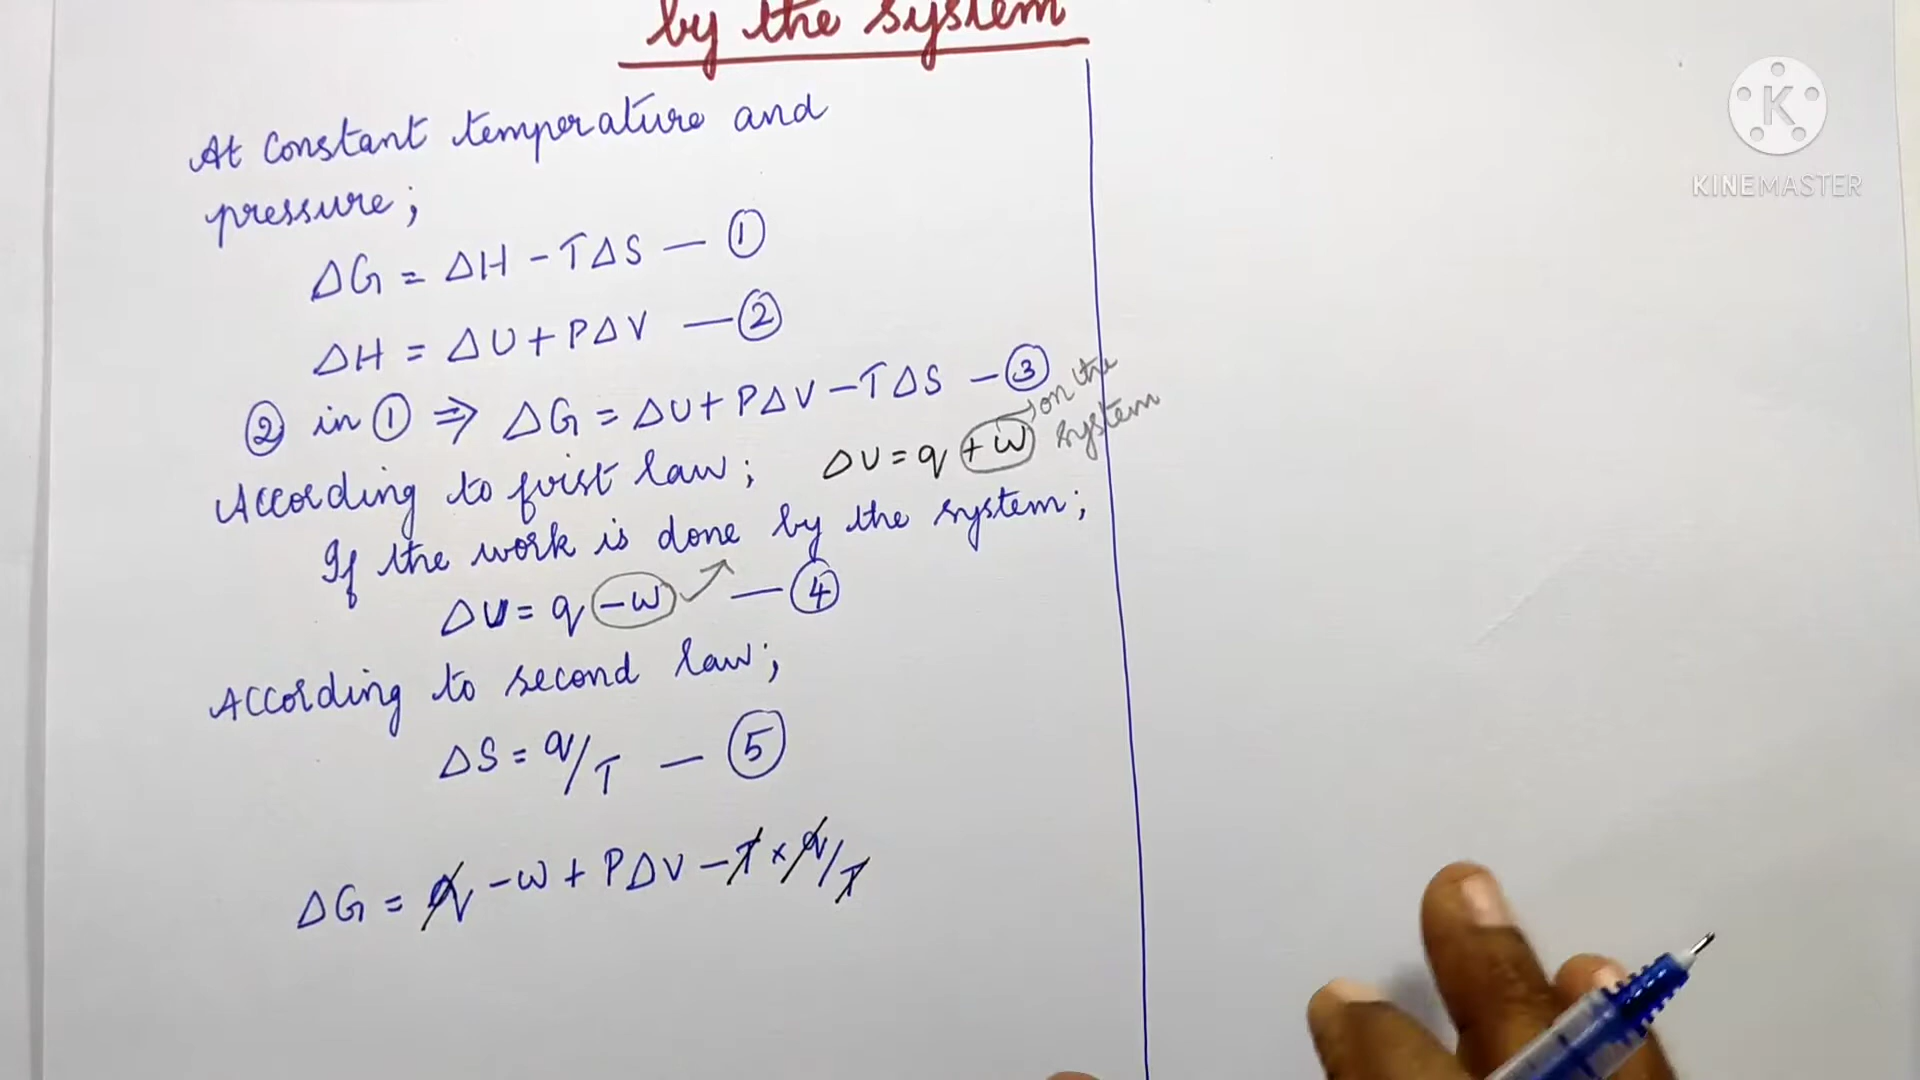 by the system
At constant temperature and
pressure;
ΔG = ΔH - TΔS — ①
ΔH = ΔU + PΔV — ②
② in ① ⇒ ΔG = ΔU + PΔV - TΔS — ③
According to first law; ΔU = q + w → on the system
If the work is done by the system;
ΔU = q - w — ④
According to second law;
ΔS = q/T — ⑤
ΔG = q - w + PΔV - T × q/T
K
KINEMASTER